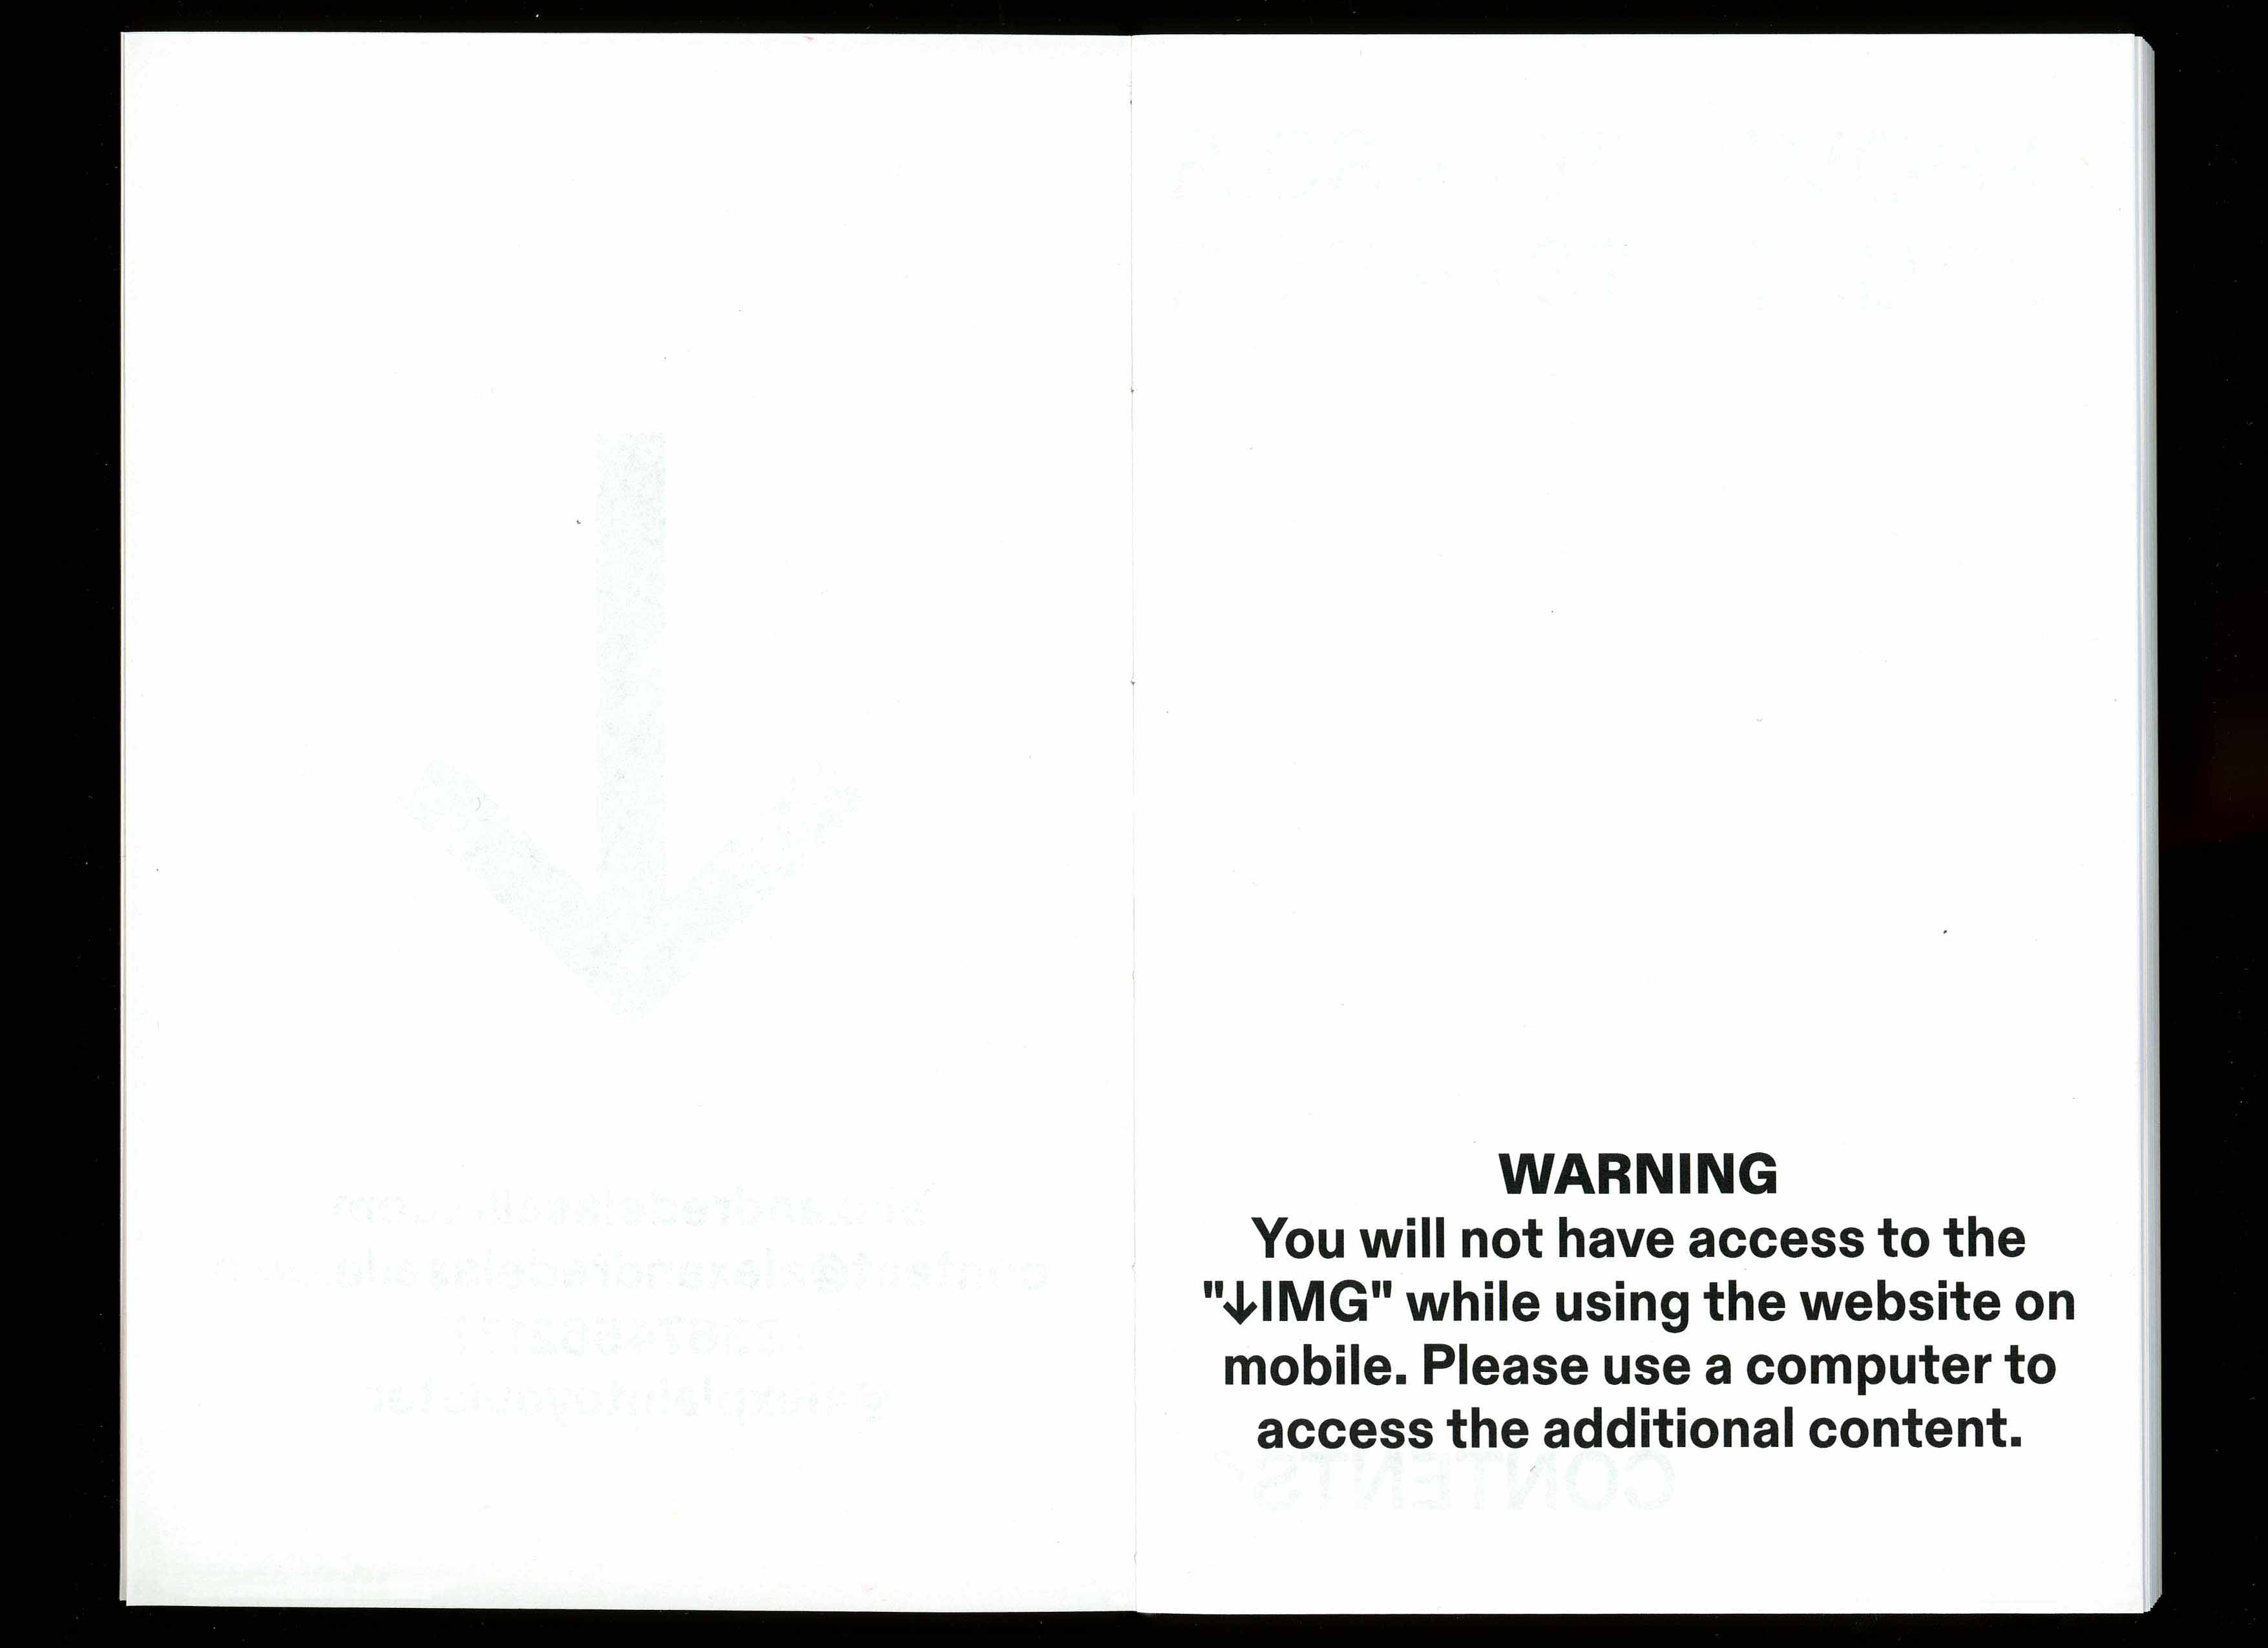 WARNING
You will not have access to the
"↓IMG" while using the website on
mobile. Please use a computer to
access the additional content.
CONTENTS